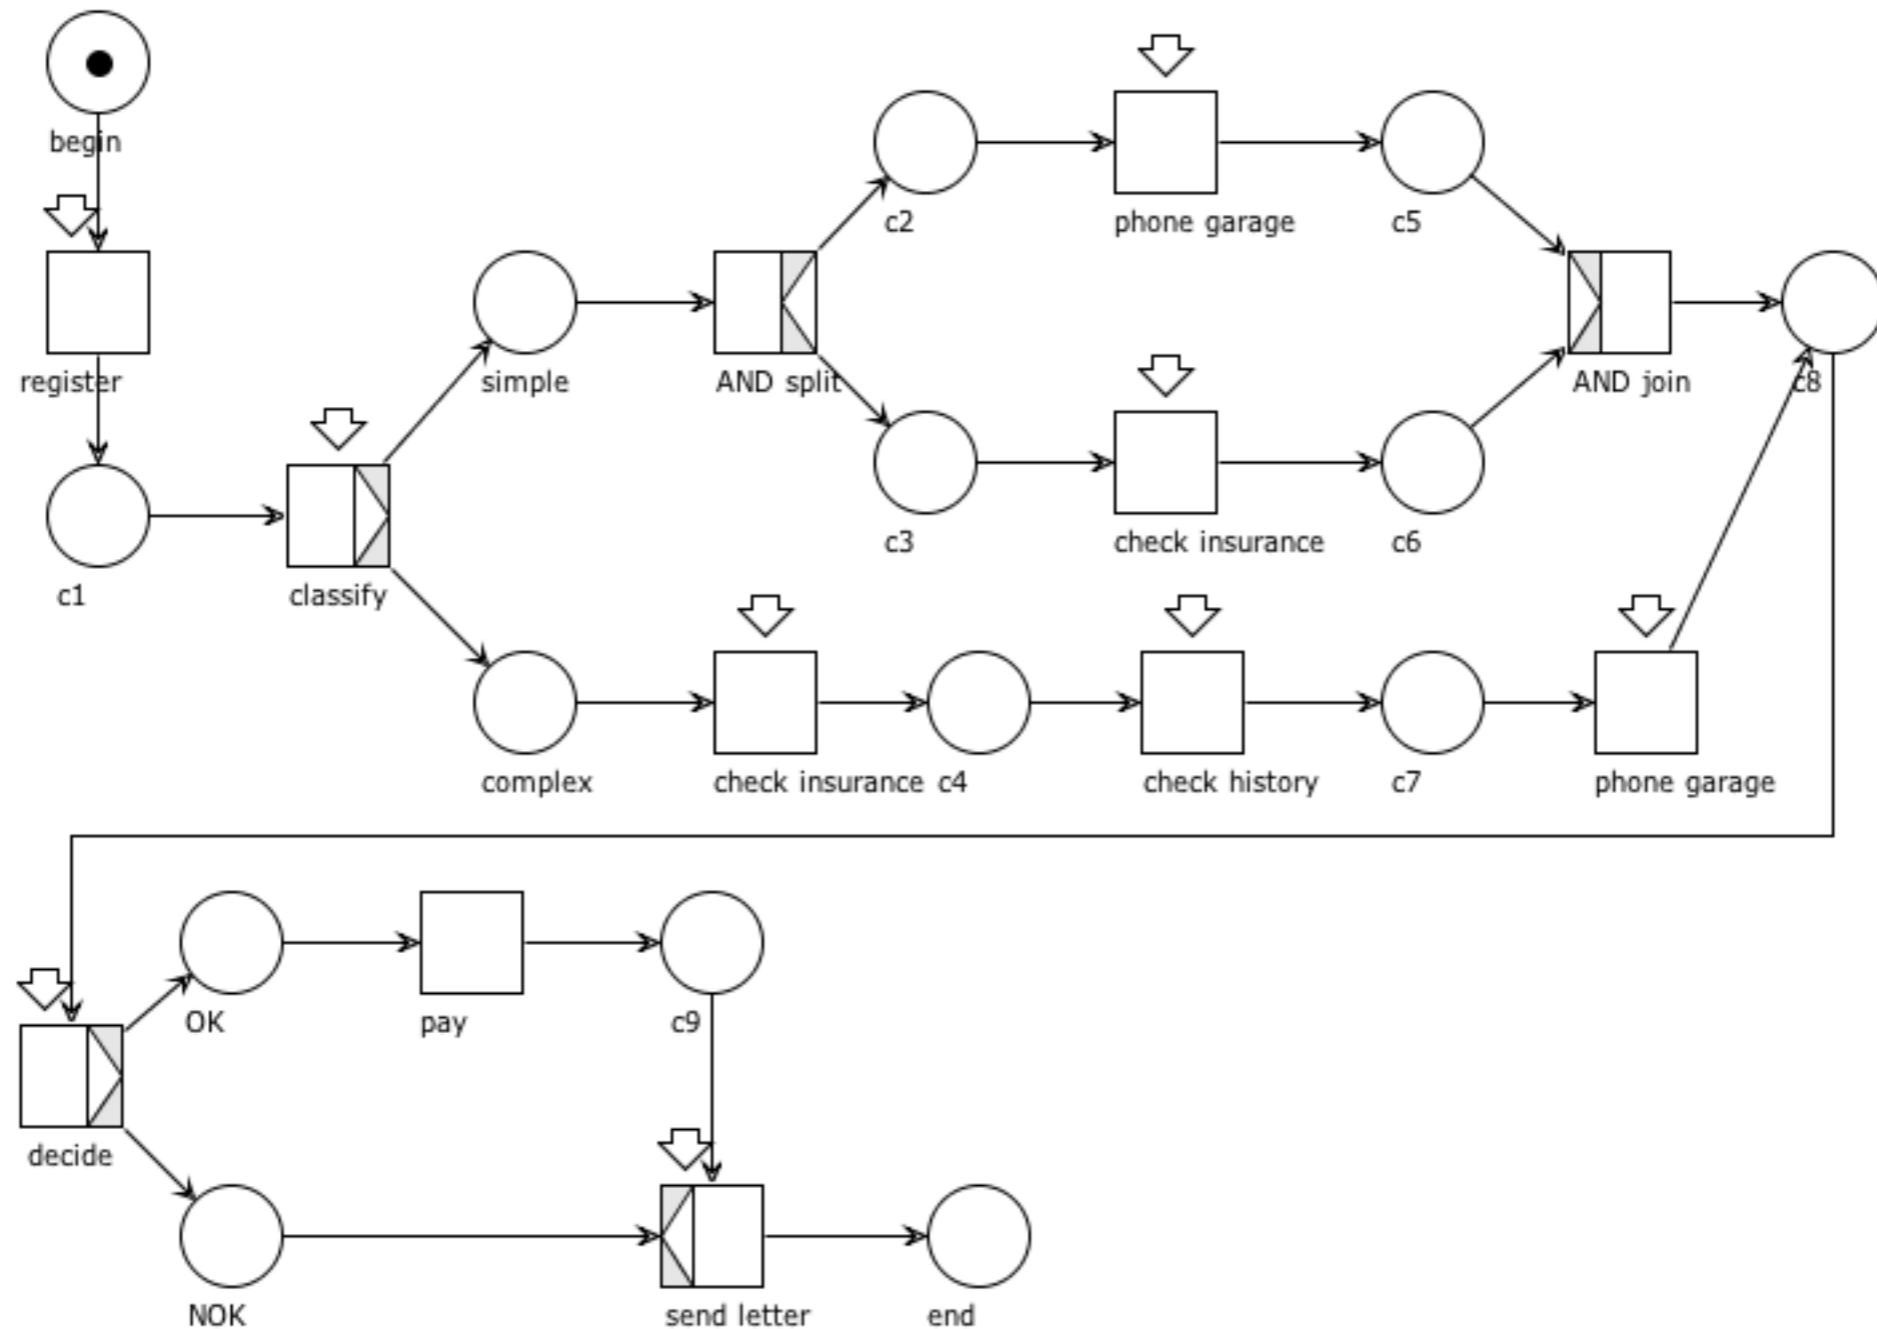 begin
c2
phone garage
c5
register
simple
AND split
AND join
c8
c3
check insurance
c6
c1
classify
complex
check insurance
c4
check history
c7
phone garage
OK
pay
c9
decide
NOK
send letter
end